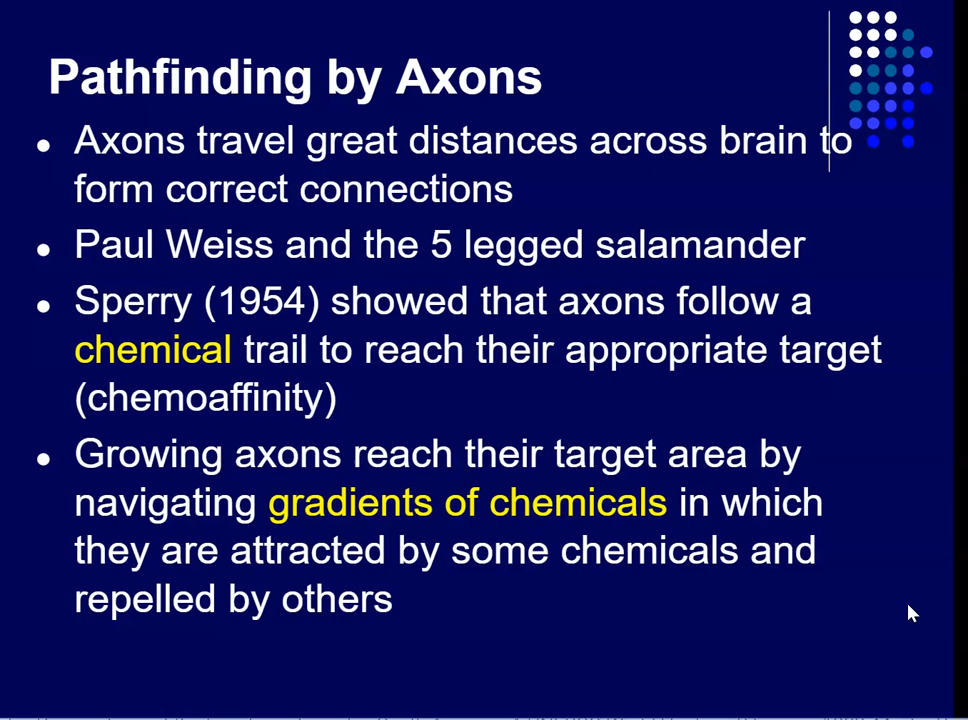 Pathfinding by Axons
● Axons travel great distances across brain to
form correct connections
● Paul Weiss and the 5 legged salamander
● Sperry (1954) showed that axons follow a
chemical trail to reach their appropriate target
(chemoaffinity)
● Growing axons reach their target area by
navigating gradients of chemicals in which
they are attracted by some chemicals and
repelled by others